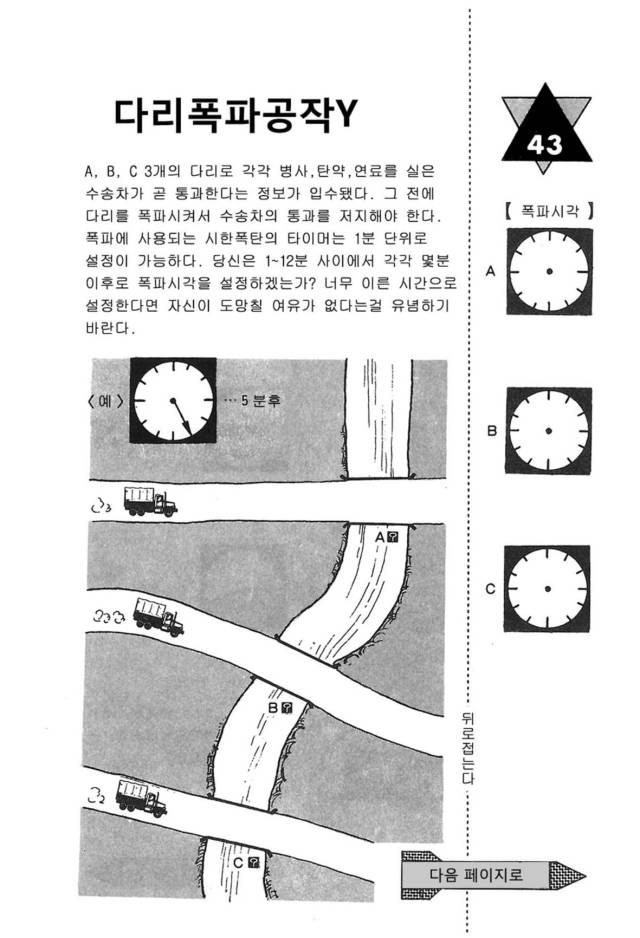 다리폭파공작Y
A, B, C 3개의 다리로 각각 병사,탄약,연료를 실은
수송차가 곧 통과한다는 정보가 입수됐다. 그 전에
다리를 폭파시켜서 수송차의 통과를 저지해야 한다.
폭파에 사용되는 시한폭탄의 타이머는 1분 단위로
설정이 가능하다. 당신은 1~12분 사이에서 각각 몇분
이후로 폭파시각을 설정하겠는가? 너무 이른 시간으로
설정한다면 자신이 도망칠 여유가 없다는걸 유념하기
바란다.
<예> … 5 분후
A ?
B ?
C ?
43
【 폭파시각 】
A
B
C
뒤로접는다
다음 페이지로